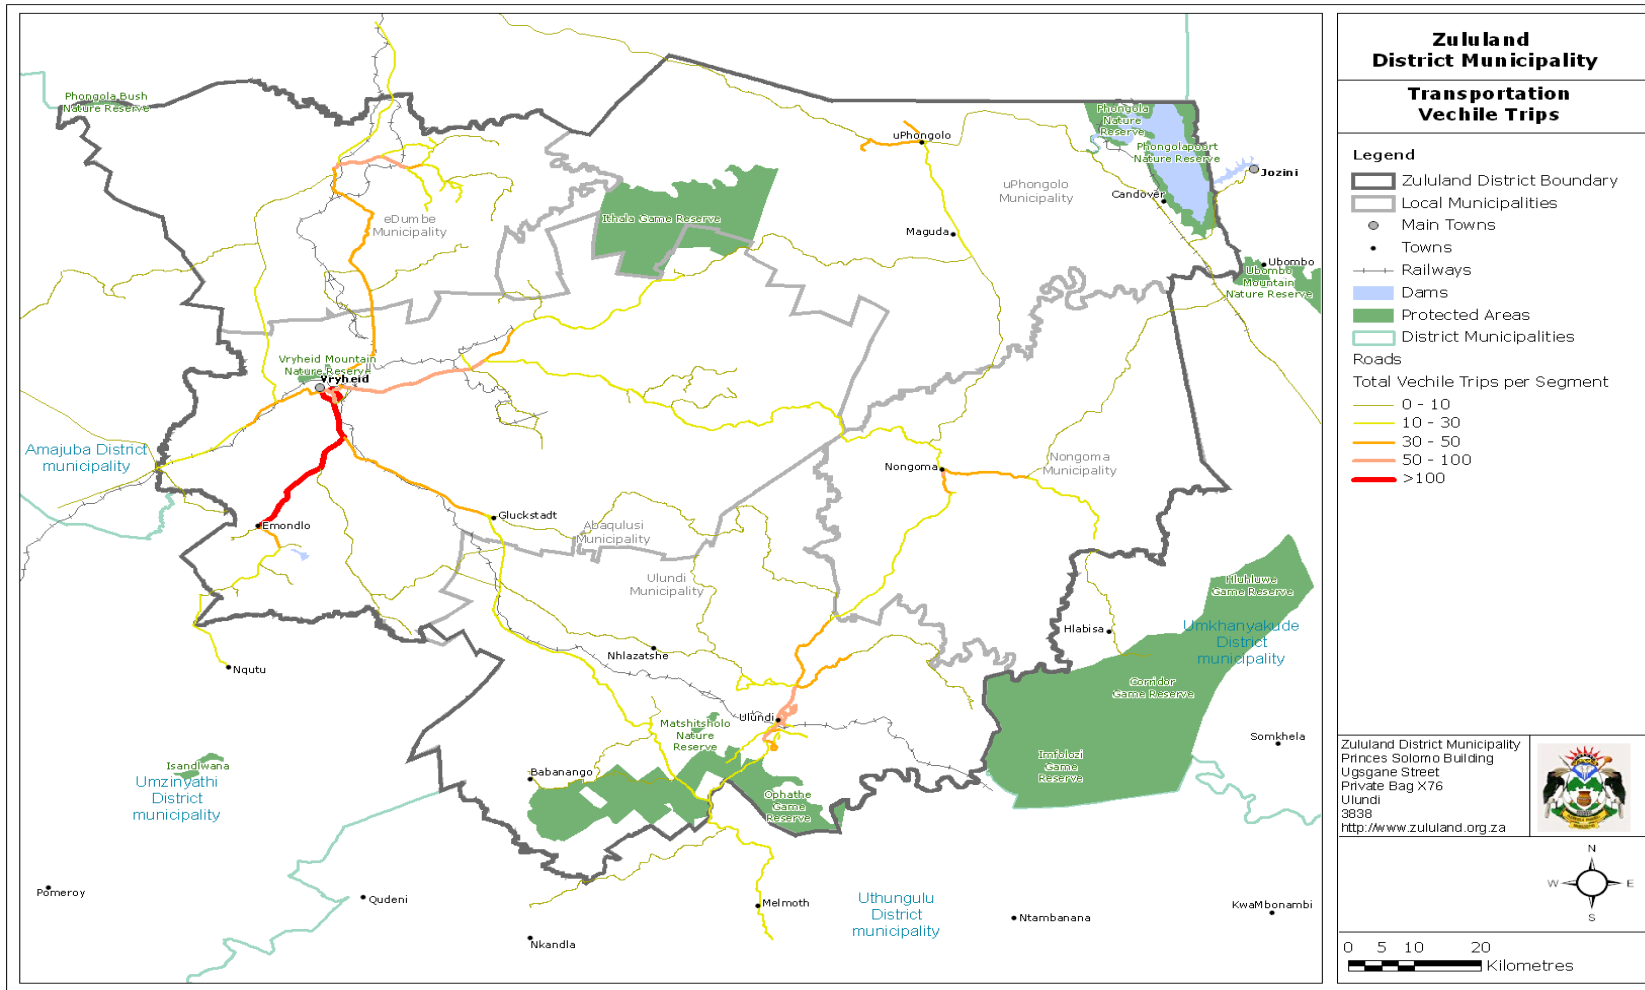 Zululand
District Municipality
Transportation
Vechile Trips
Legend
Zululand District Boundary
Local Municipalities
Main Towns
Towns
Railways
Dams
Protected Areas
District Municipalities
Roads
Total Vechile Trips per Segment
0 - 10
10 - 30
30 - 50
50 - 100
>100
Zululand District Municipality
Princes Solomo Building
Ugsgane Street
Private Bag X76
Ulundi
3838
http://www.zululand.org.za
N
W E
S
0 5 10 20
Kilometres
Phongola Bush
Nature Reserve
uPhongolo
Phongola
Nature
Reserve
Phongolapoort
Nature Reserve
Jozini
Candover
uPhongolo
Municipality
eDumbe
Municipality
Ithala Game Reserve
Maguda
Ubombo
Ubombo
Mountain
Nature Reserve
Vryheid Mountain
Nature Reserve
Vryheid
Amajuba District
municipality
Nongoma
Nongoma
Municipality
Emondlo
Gluckstadt
Abaqulusi
Municipality
Ulundi
Municipality
Hluhluwe
Game Reserve
Hlabisa
Umkhanyakude
District
municipality
Nqutu
Nhlazatshe
Corridor
Game Reserve
Ulundi
Matshitsholo
Nature
Reserve
Imfolozi
Game
Reserve
Somkhela
Isandlwana
Umzinyathi
District
municipality
Babanango
Ophathe
Game
Reserve
Pomeroy
Qudeni
Melmoth
Uthungulu
District
municipality
Ntambanana
KwaMbonambi
Nkandla